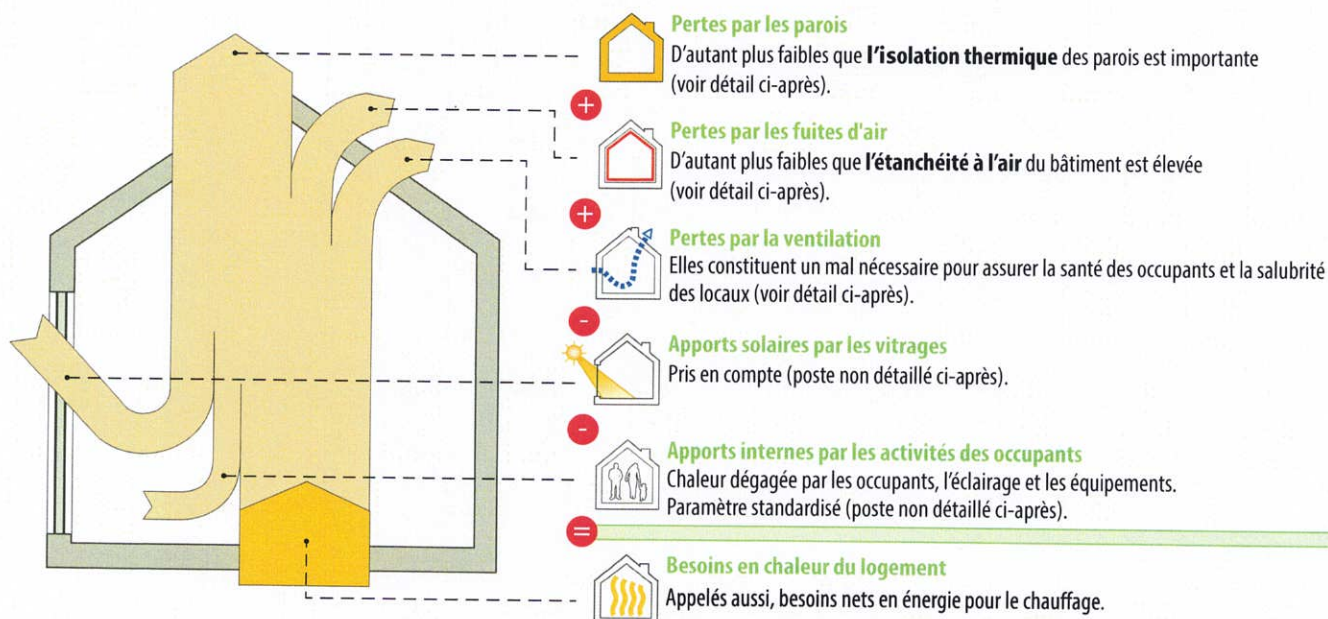 Pertes par les parois
D'autant plus faibles que l'isolation thermique des parois est importante
(voir détail ci-après).
+
Pertes par les fuites d'air
D'autant plus faibles que l'étanchéité à l'air du bâtiment est élevée
(voir détail ci-après).
+
Pertes par la ventilation
Elles constituent un mal nécessaire pour assurer la santé des occupants et la salubrité
des locaux (voir détail ci-après).
-
Apports solaires par les vitrages
Pris en compte (poste non détaillé ci-après).
-
Apports internes par les activités des occupants
Chaleur dégagée par les occupants, l'éclairage et les équipements.
Paramètre standardisé (poste non détaillé ci-après).
=
Besoins en chaleur du logement
Appelés aussi, besoins nets en énergie pour le chauffage.